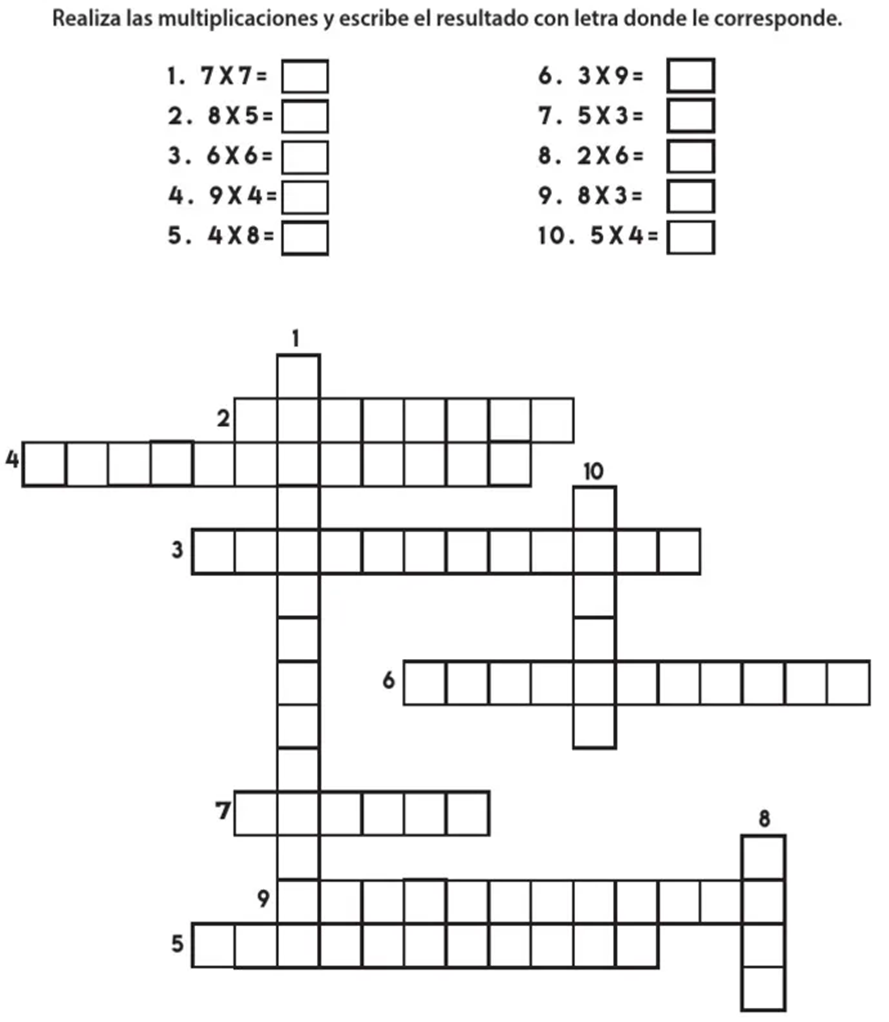 Realiza las multiplicaciones y escribe el resultado con letra donde le corresponde.
1. 7X7=
2. 8X5=
3. 6X6=
4. 9X4=
5. 4X8=
6. 3X9=
7. 5X3=
8. 2X6=
9. 8X3=
10. 5X4=
1
2
4
10
3
6
7
8
9
5